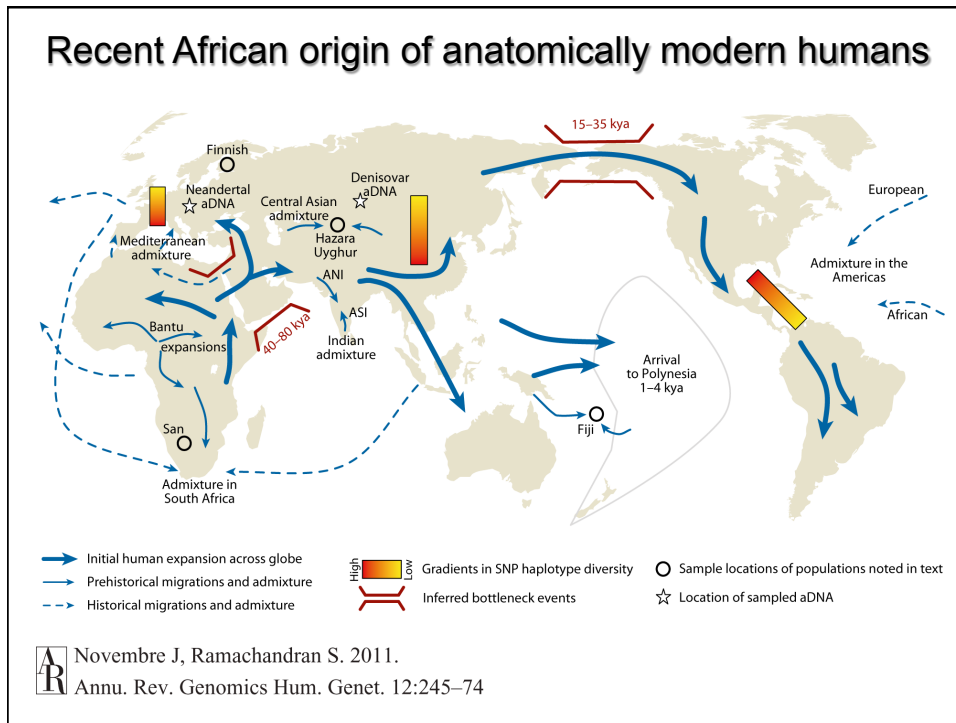 Recent African origin of anatomically modern humans
15–35 kya
Finnish
Neandertal
aDNA
Denisovar
aDNA
Central Asian
admixture
European
Hazara
Uyghur
Mediterranean
admixture
ANI
Admixture in the
Americas
ASI
African
Bantu
expansions
40–80 kya
Indian
admixture
Arrival
to Polynesia
1–4 kya
San
Fiji
Admixture in
South Africa
Initial human expansion across globe
Prehistorical migrations and admixture
Historical migrations and admixture
High
Low
Gradients in SNP haplotype diversity
Inferred bottleneck events
Sample locations of populations noted in text
Location of sampled aDNA
AR
Novembre J, Ramachandran S. 2011.
Annu. Rev. Genomics Hum. Genet. 12:245–74